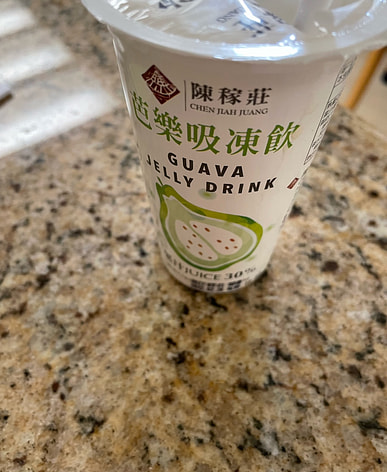 陳稼莊
CHEN JIAH JUANG
芭樂吸凍飲
GUAVA
JELLY DRINK
JUICE 30%